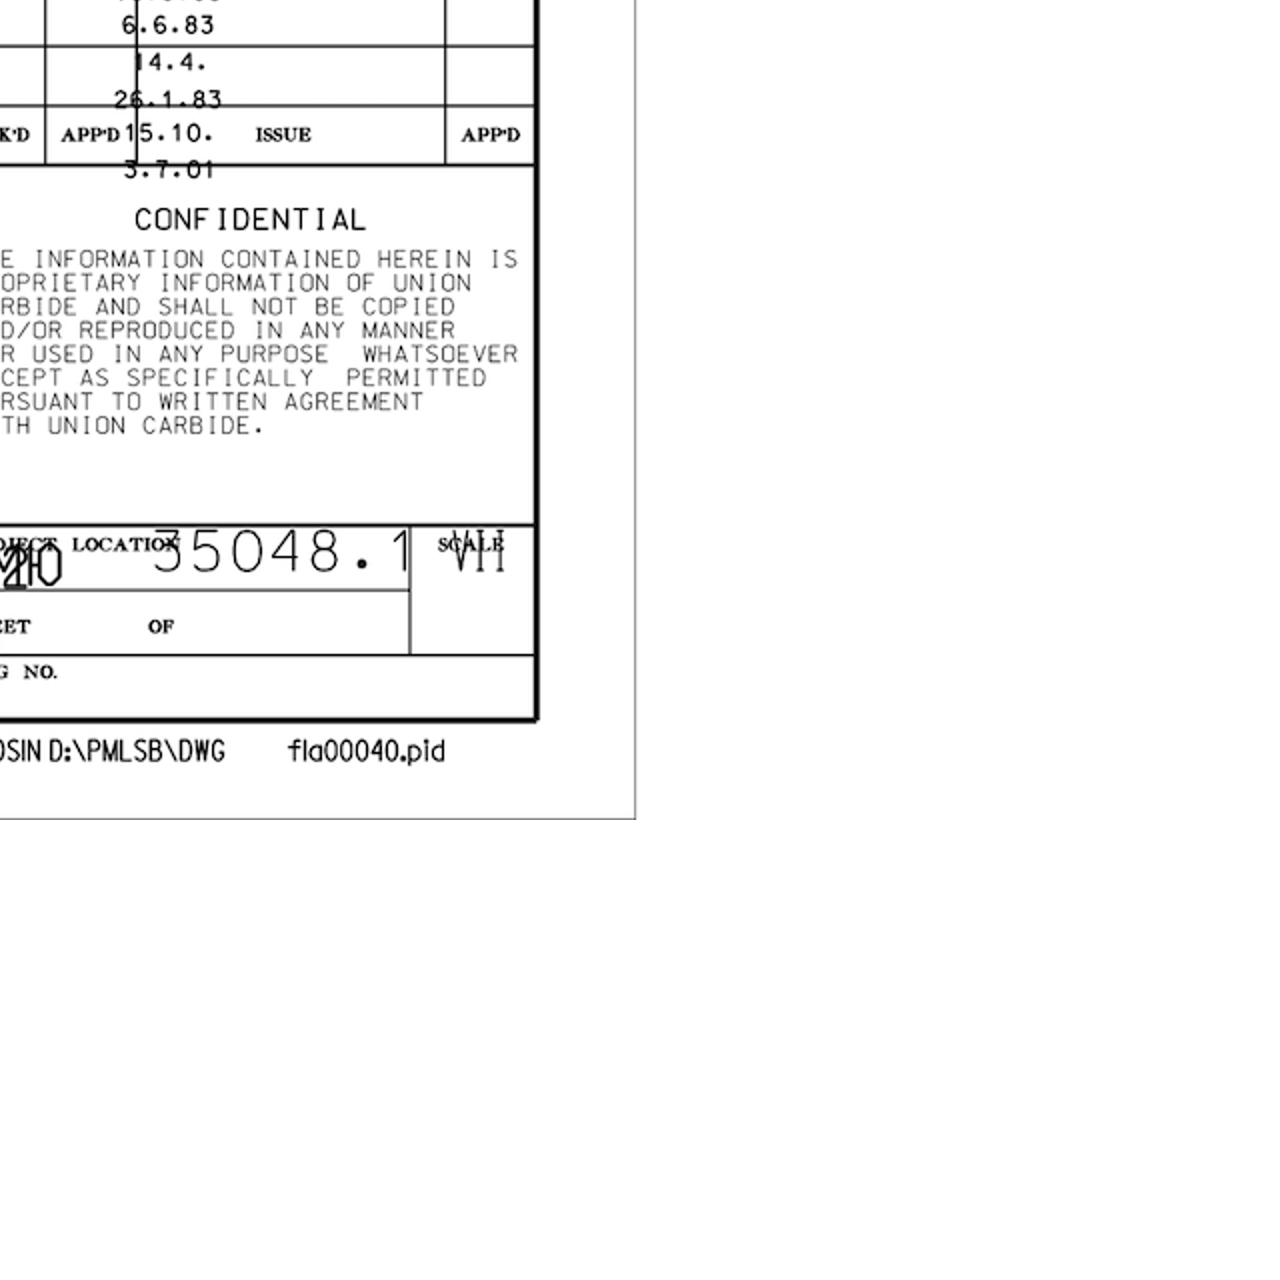 6.6.83
14.4.
26.1.83
K'D APP'D 15.10. ISSUE APP'D
3.7.01
CONFIDENTIAL
E INFORMATION CONTAINED HEREIN IS
OPRIETARY INFORMATION OF UNION
RBIDE AND SHALL NOT BE COPIED
D/OR REPRODUCED IN ANY MANNER
R USED IN ANY PURPOSE WHATSOEVER
CEPT AS SPECIFICALLY PERMITTED
RSUANT TO WRITTEN AGREEMENT
TH UNION CARBIDE.
LOCATION 35048.1 SCALE VII
EET OF
G NO.
OSIN D:\PMLSB\DWG fla00040.pid